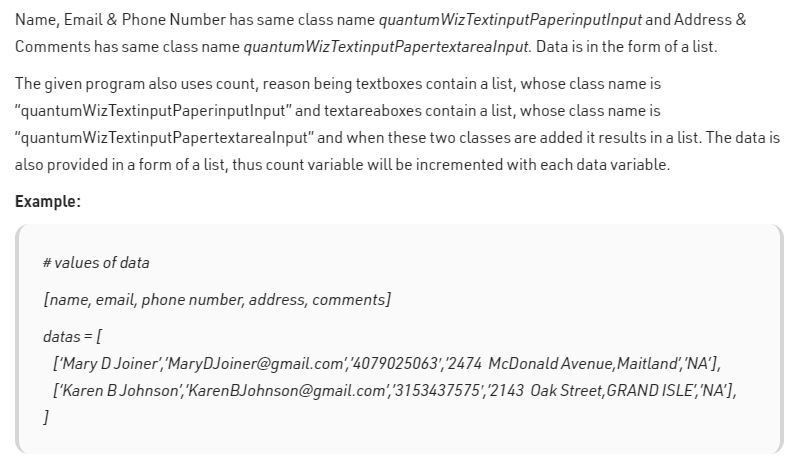 Name, Email & Phone Number has same class name quantumWizTextinputPaperinputInput and Address &
Comments has same class name quantumWizTextinputPapertextareaInput. Data is in the form of a list.
The given program also uses count, reason being textboxes contain a list, whose class name is
“quantumWizTextinputPaperinputInput” and textareaboxes contain a list, whose class name is
“quantumWizTextinputPapertextareaInput” and when these two classes are added it results in a list. The data is
also provided in a form of a list, thus count variable will be incremented with each data variable.
Example:
# values of data
[name, email, phone number, address, comments]
datas = [
[‘Mary D Joiner’,’MaryDJoiner@gmail.com’,’4079025063′,’2474 McDonald Avenue,Maitland’,’NA’],
[‘Karen B Johnson’,’KarenBJohnson@gmail.com’,’3153437575′,’2143 Oak Street,GRAND ISLE’,’NA’],
]